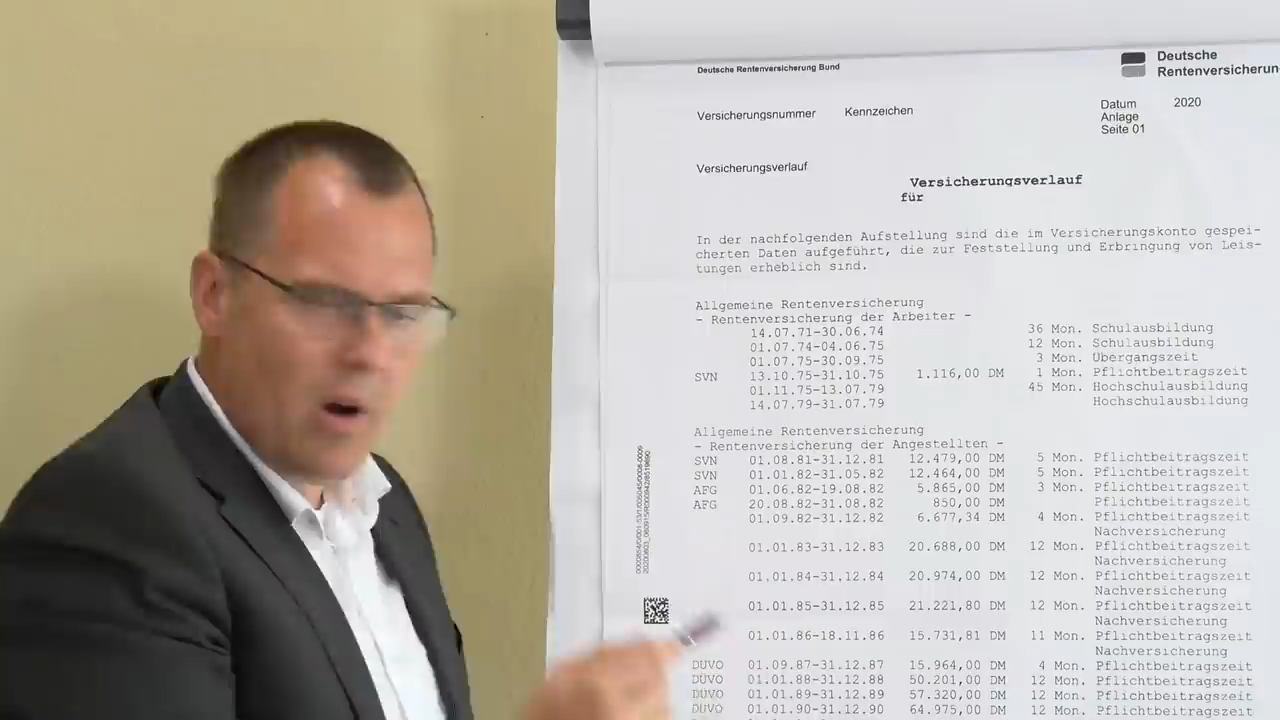 Deutsche Rentenversicherung Bund
Deutsche
Rentenversicherun
Versicherungsnummer Kennzeichen
Datum 2020
Anlage
Seite 01
Versicherungsverlauf
Versicherungsverlauf
für
In der nachfolgenden Aufstellung sind die im Versicherungskonto gespei-
cherten Daten aufgeführt, die zur Feststellung und Erbringung von Leis-
tungen erheblich sind.
Allgemeine Rentenversicherung
- Rentenversicherung der Arbeiter -
14.07.71-30.06.74 36 Mon. Schulausbildung
01.07.74-04.06.75 12 Mon. Schulausbildung
01.07.75-30.09.75 3 Mon. Übergangszeit
SVN 13.10.75-31.10.75 1.116,00 DM 1 Mon. Pflichtbeitragszeit
01.11.75-13.07.79 45 Mon. Hochschulausbildung
14.07.79-31.07.79 Hochschulausbildung
Allgemeine Rentenversicherung
- Rentenversicherung der Angestellten -
SVN 01.08.81-31.12.81 12.479,00 DM 5 Mon. Pflichtbeitragszeit
SVN 01.01.82-31.05.82 12.464,00 DM 5 Mon. Pflichtbeitragszeit
AFG 01.06.82-19.08.82 5.865,00 DM 3 Mon. Pflichtbeitragszeit
AFG 20.08.82-31.08.82 850,00 DM Pflichtbeitragszeit
01.09.82-31.12.82 6.677,34 DM 4 Mon. Pflichtbeitragszeit
Nachversicherung
01.01.83-31.12.83 20.688,00 DM 12 Mon. Pflichtbeitragszeit
Nachversicherung
01.01.84-31.12.84 20.974,00 DM 12 Mon. Pflichtbeitragszeit
Nachversicherung
01.01.85-31.12.85 21.221,80 DM 12 Mon. Pflichtbeitragszeit
Nachversicherung
01.01.86-18.11.86 15.731,81 DM 11 Mon. Pflichtbeitragszeit
Nachversicherung
DÜVO 01.09.87-31.12.87 15.964,00 DM 4 Mon. Pflichtbeitragszeit
DÜVO 01.01.88-31.12.88 50.201,00 DM 12 Mon. Pflichtbeitragszeit
DÜVO 01.01.89-31.12.89 57.320,00 DM 12 Mon. Pflichtbeitragszeit
DÜVO 01.01.90-31.12.90 64.975,00 DM 12 Mon. Pflichtbeitragszeit